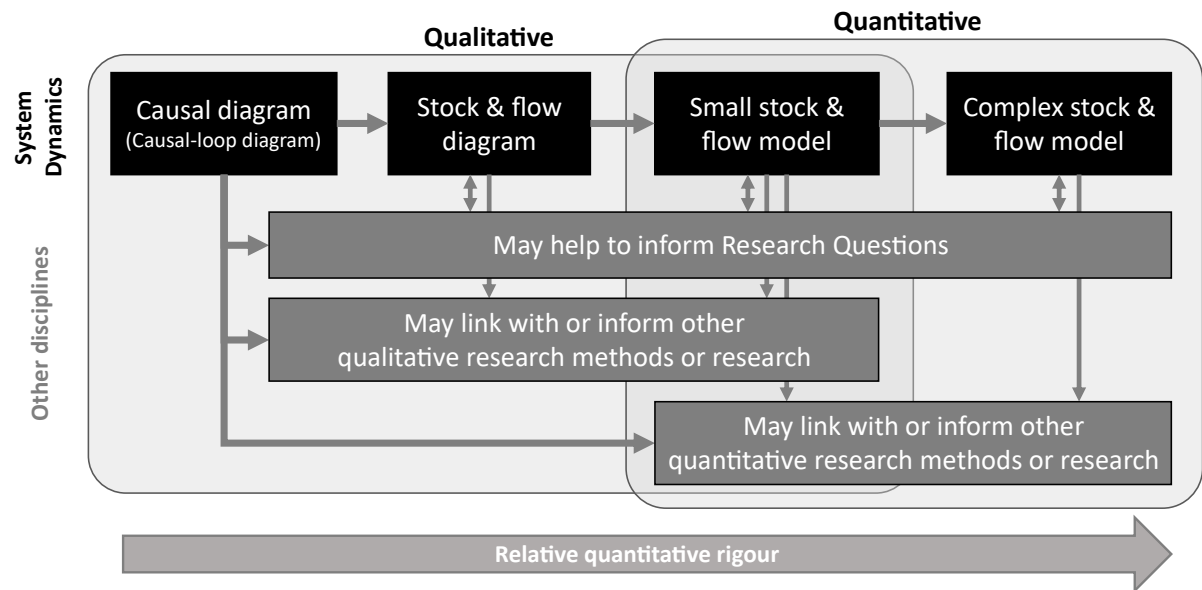 Qualitative
Quantitative
System
Dynamics
Causal diagram
(Causal-loop diagram)
Stock & flow
diagram
Small stock &
flow model
Complex stock &
flow model
Other disciplines
May help to inform Research Questions
May link with or inform other
qualitative research methods or research
May link with or inform other
quantitative research methods or research
Relative quantitative rigour